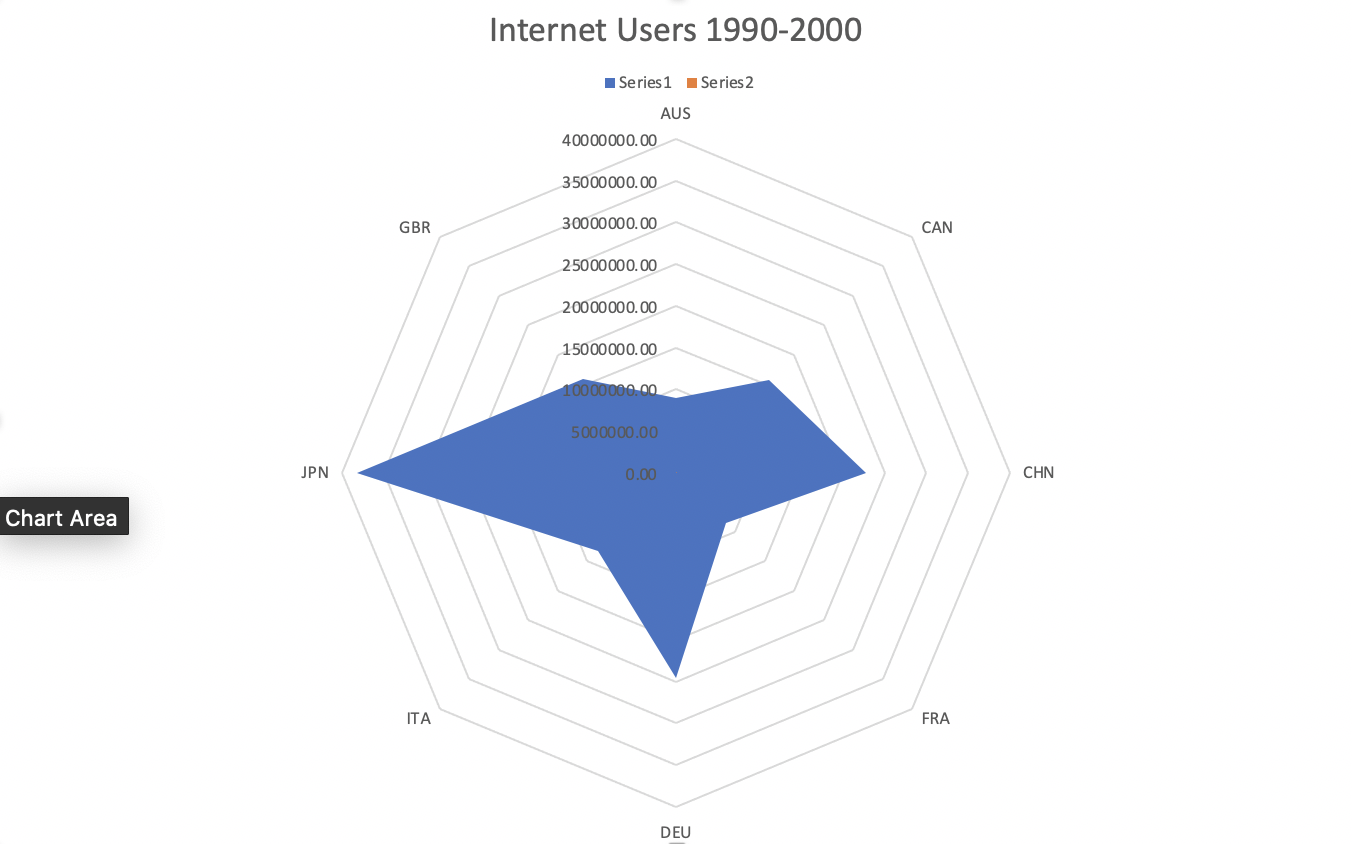 Internet Users 1990-2000
Series1 Series2
AUS
40000000.00
35000000.00
GBR
30000000.00
CAN
25000000.00
20000000.00
15000000.00
10000000.00
5000000.00
JPN
0.00
CHN
Chart Area
ITA
FRA
DEU